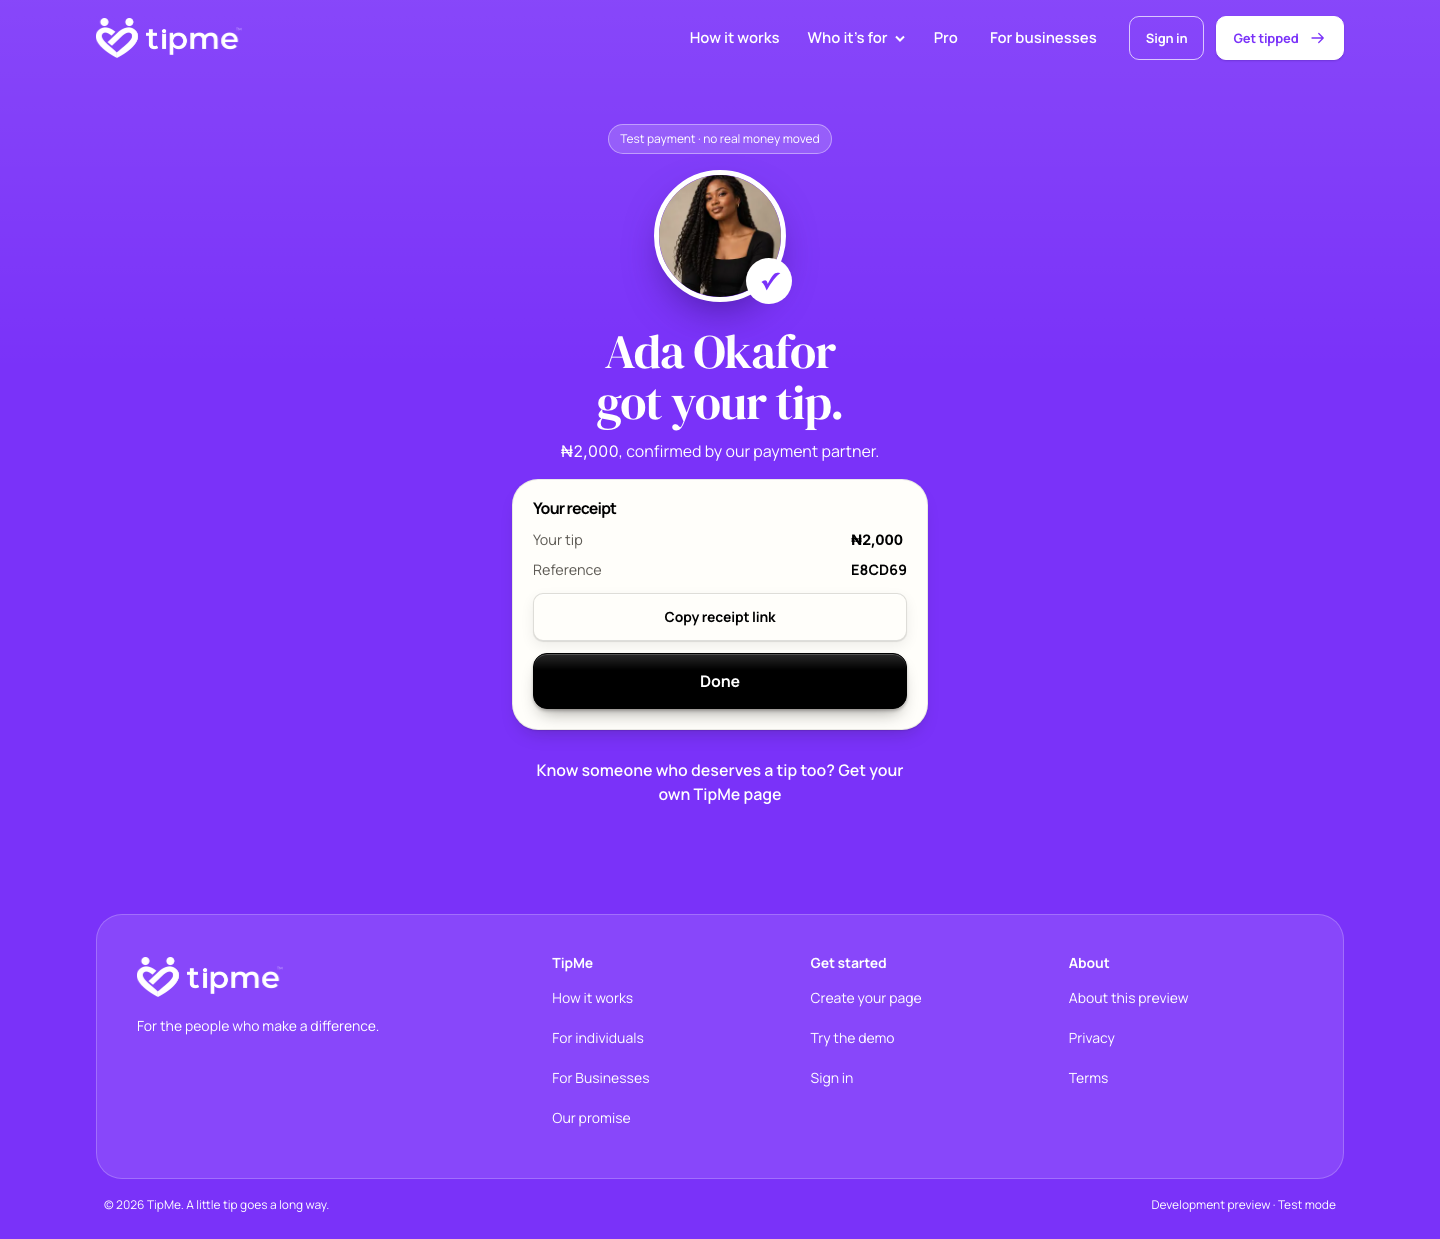 tipme
How it works
Who it's for
Pro
For businesses
Sign in
Get tipped
Test payment · no real money moved
Ada Okafor
got your tip.
₦2,000, confirmed by our payment partner.
Your receipt
Your tip ₦2,000
Reference E8CD69
Copy receipt link
Done
Know someone who deserves a tip too? Get your
own TipMe page
tipme
For the people who make a difference.
TipMe
How it works
For individuals
For Businesses
Our promise
Get started
Create your page
Try the demo
Sign in
About
About this preview
Privacy
Terms
© 2026 TipMe. A little tip goes a long way.
Development preview · Test mode